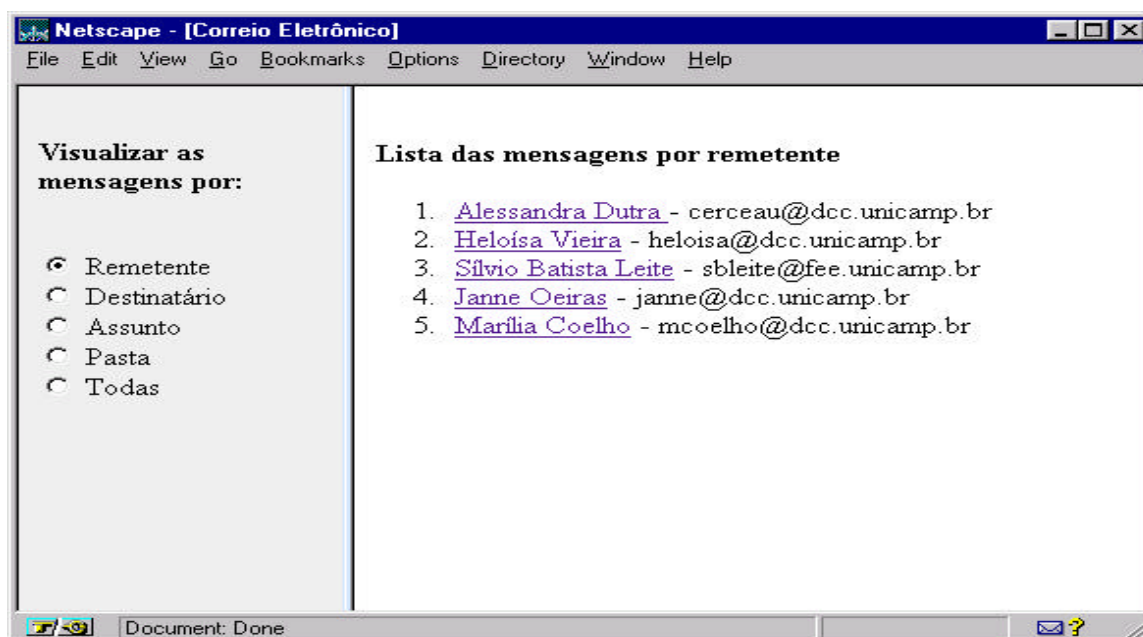 Netscape - [Correio Eletrônico]
File Edit View Go Bookmarks Options Directory Window Help
Visualizar as
mensagens por:
Remetente
Destinatário
Assunto
Pasta
Todas
Lista das mensagens por remetente
1. Alessandra Dutra - cerceau@dcc.unicamp.br
2. Heloísa Vieira - heloisa@dcc.unicamp.br
3. Sílvio Batista Leite - sbleite@fee.unicamp.br
4. Janne Oeiras - janne@dcc.unicamp.br
5. Marília Coelho - mcoelho@dcc.unicamp.br
Document: Done